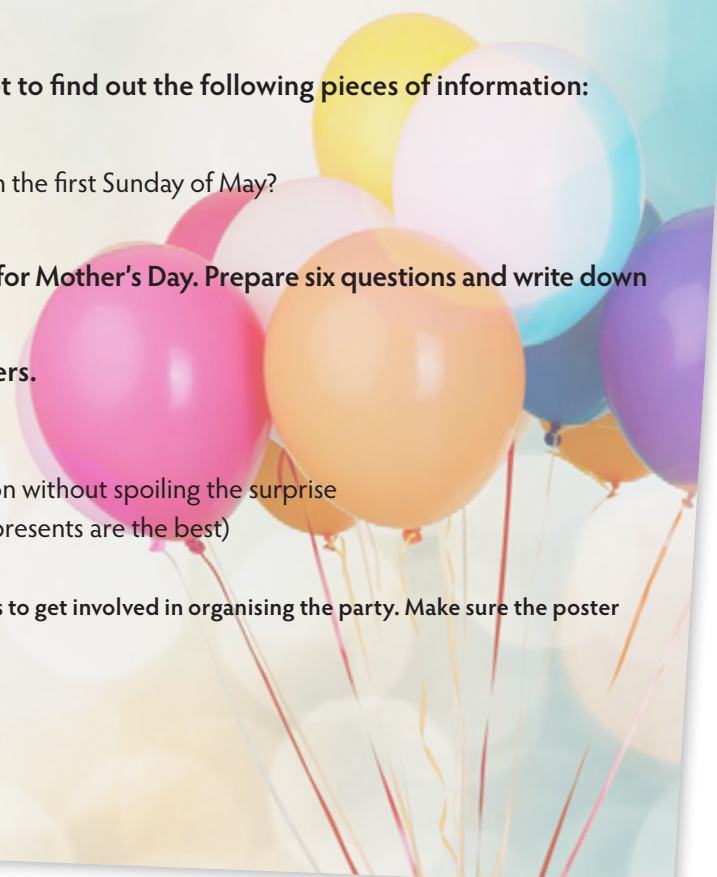 t to find out the following pieces of information:
n the first Sunday of May?
for Mother's Day. Prepare six questions and write down
ers.
on without spoiling the surprise
presents are the best)
s to get involved in organising the party. Make sure the poster